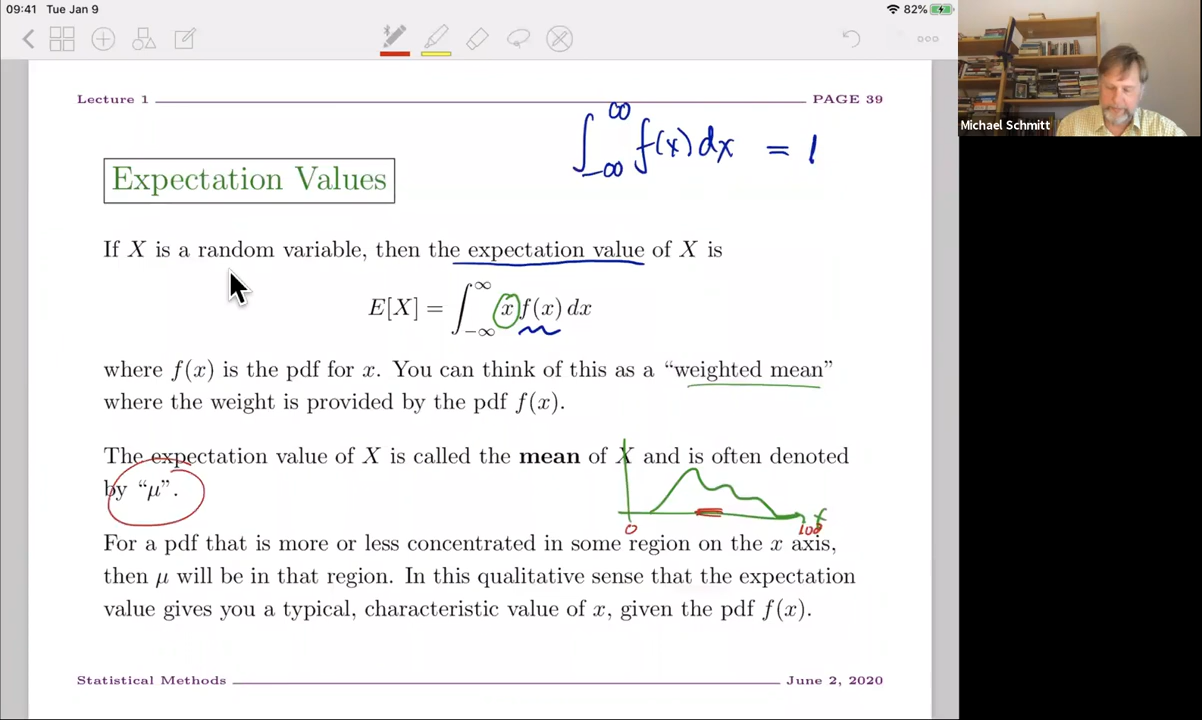 09:41 Tue Jan 9
82%
Lecture 1 PAGE 39
∫_{-∞}^{∞} f(x) dx = 1
Expectation Values
If X is a random variable, then the expectation value of X is
E[X] = ∫_{-∞}^{∞} x f(x) dx
where f(x) is the pdf for x. You can think of this as a “weighted mean”
where the weight is provided by the pdf f(x).
The expectation value of X is called the mean of X and is often denoted
by “μ”.
0 100
For a pdf that is more or less concentrated in some region on the x axis,
then μ will be in that region. In this qualitative sense that the expectation
value gives you a typical, characteristic value of x, given the pdf f(x).
Statistical Methods June 2, 2020
Michael Schmitt